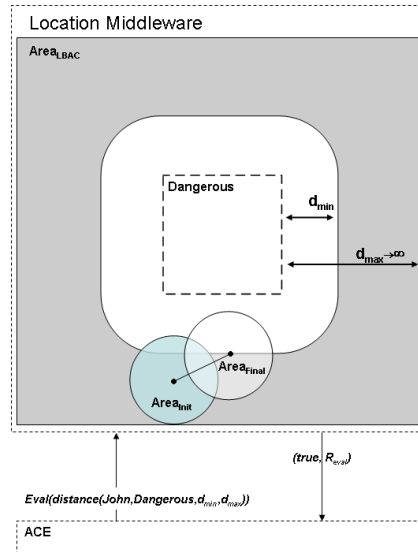 Location Middleware
Area_LBAC
Dangerous
d_min
d_max→∞
Area_Final
Area_Init
(true, R_eval)
Eval(distance(John,Dangerous,d_min,d_max))
ACE